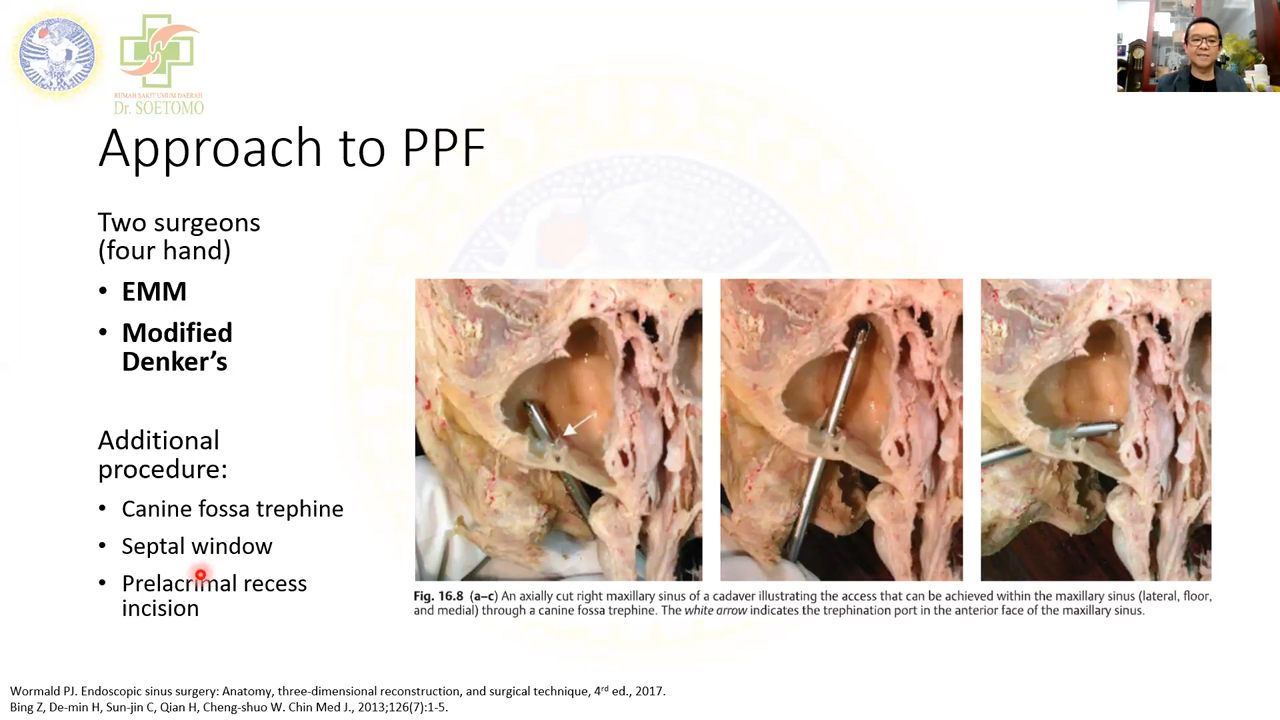 RUMAH SAKIT UMUM DAERAH
Dr. SOETOMO
Approach to PPF
Two surgeons
(four hand)
• EMM
• Modified
Denker's
Additional
procedure:
• Canine fossa trephine
• Septal window
• Prelacrimal recess
incision
Fig. 16.8 (a–c) An axially cut right maxillary sinus of a cadaver illustrating the access that can be achieved within the maxillary sinus (lateral, floor,
and medial) through a canine fossa trephine. The white arrow indicates the trephination port in the anterior face of the maxillary sinus.
Wormald PJ. Endoscopic sinus surgery: Anatomy, three-dimensional reconstruction, and surgical technique, 4rd ed., 2017.
Bing Z, De-min H, Sun-jin C, Qian H, Cheng-shuo W. Chin Med J., 2013;126(7):1-5.